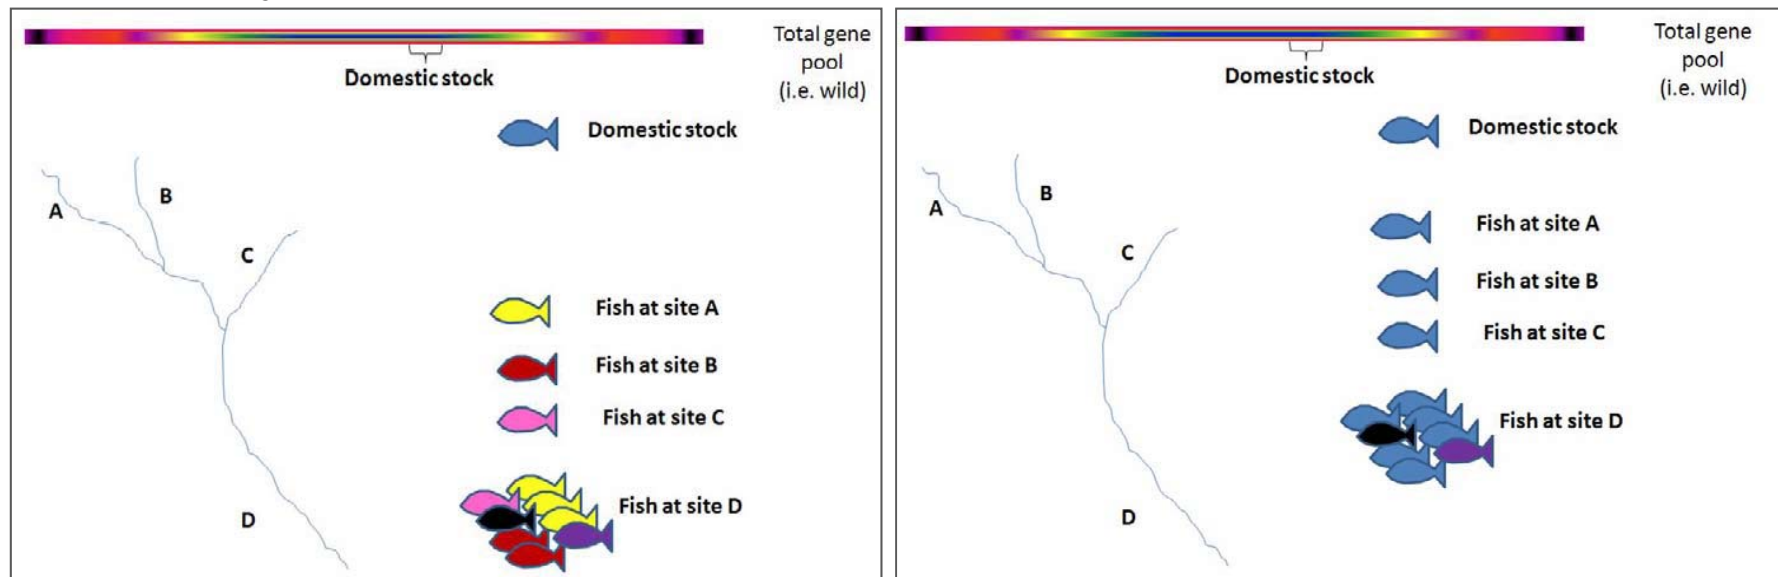 Total gene
pool
(i.e. wild)
Domestic stock
Domestic stock
A
B
C
D
Fish at site A
Fish at site B
Fish at site C
Fish at site D
Total gene
pool
(i.e. wild)
Domestic stock
Domestic stock
A
B
C
D
Fish at site A
Fish at site B
Fish at site C
Fish at site D